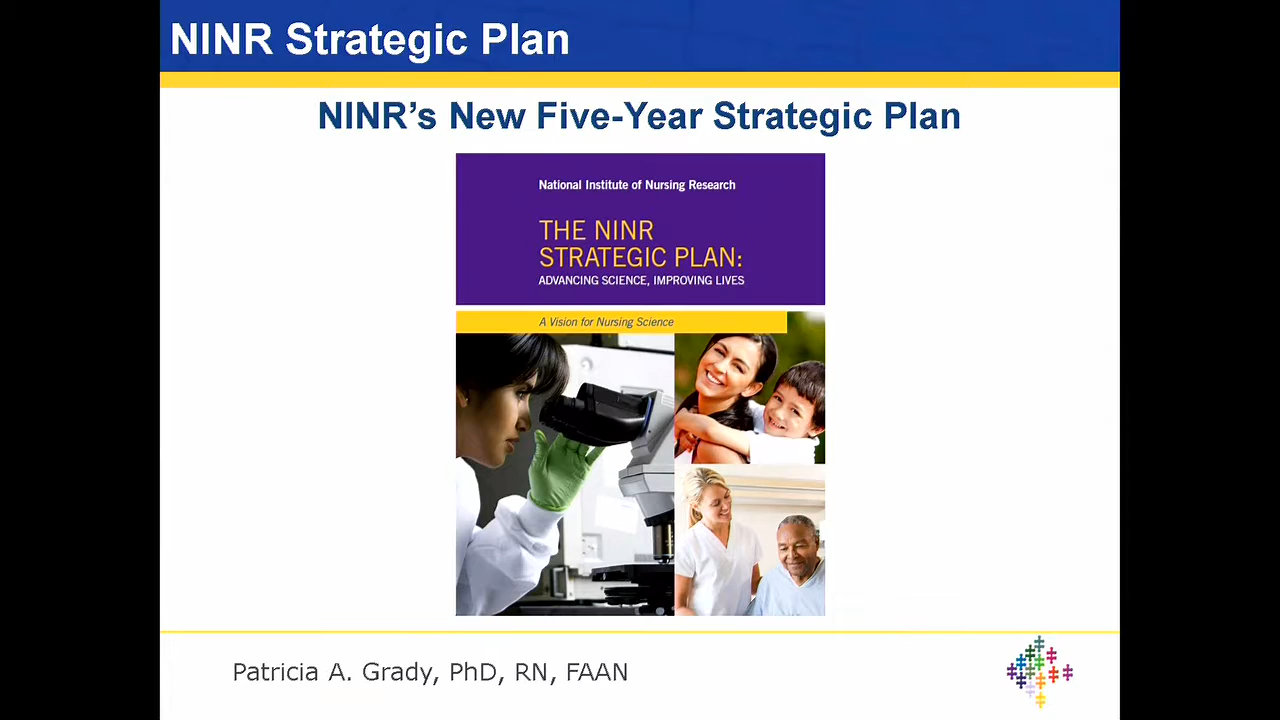 NINR Strategic Plan
NINR’s New Five-Year Strategic Plan
National Institute of Nursing Research
THE NINR
STRATEGIC PLAN:
ADVANCING SCIENCE, IMPROVING LIVES
A Vision for Nursing Science
Patricia A. Grady, PhD, RN, FAAN